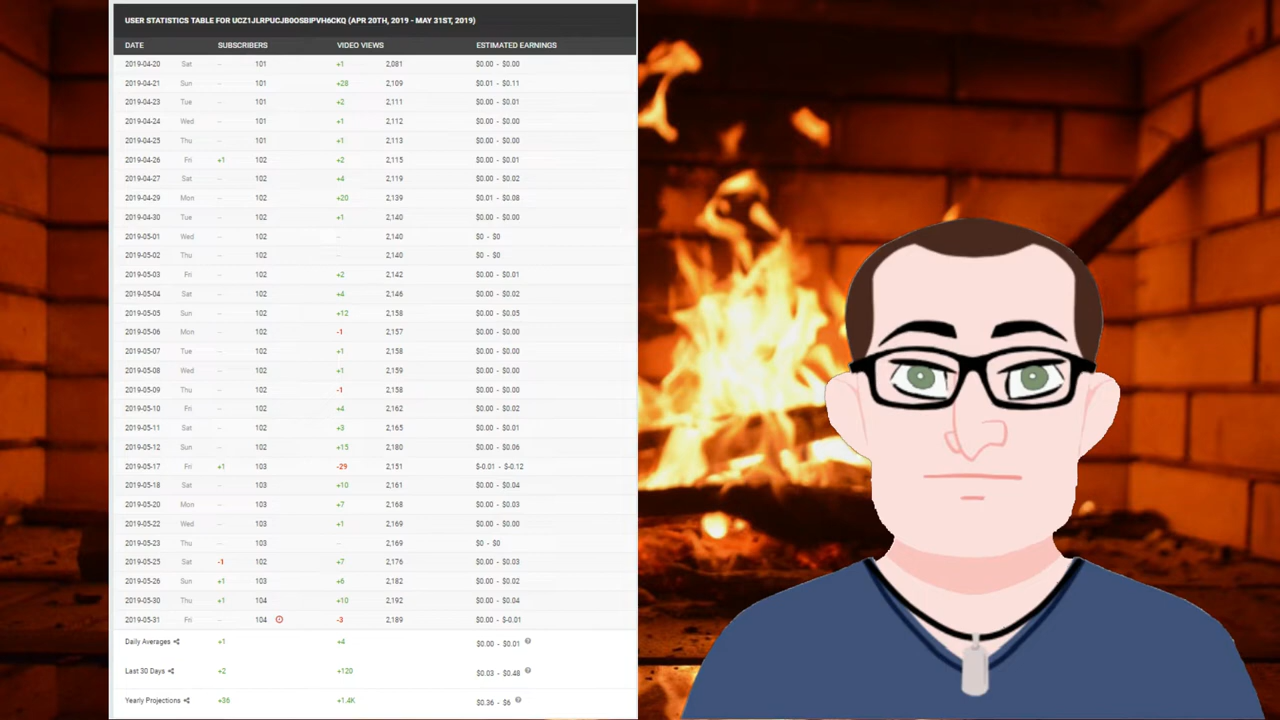 USER STATISTICS TABLE FOR UCZ1JLRPUCJB0OSBIPVH6CKQ (APR 20TH, 2019 - MAY 31ST, 2019)
DATE SUBSCRIBERS VIDEO VIEWS ESTIMATED EARNINGS
2019-04-20 Sat -- 101 +1 2,081 $0.00 - $0.00
2019-04-21 Sun -- 101 +28 2,109 $0.01 - $0.11
2019-04-23 Tue -- 101 +2 2,111 $0.00 - $0.01
2019-04-24 Wed -- 101 +1 2,112 $0.00 - $0.00
2019-04-25 Thu -- 101 +1 2,113 $0.00 - $0.00
2019-04-26 Fri +1 102 +2 2,115 $0.00 - $0.01
2019-04-27 Sat -- 102 +4 2,119 $0.00 - $0.02
2019-04-29 Mon -- 102 +20 2,139 $0.01 - $0.08
2019-04-30 Tue -- 102 +1 2,140 $0.00 - $0.00
2019-05-01 Wed -- 102 -- 2,140 $0 - $0
2019-05-02 Thu -- 102 -- 2,140 $0 - $0
2019-05-03 Fri -- 102 +2 2,142 $0.00 - $0.01
2019-05-04 Sat -- 102 +4 2,146 $0.00 - $0.02
2019-05-05 Sun -- 102 +12 2,158 $0.00 - $0.05
2019-05-06 Mon -- 102 -1 2,157 $0.00 - $0.00
2019-05-07 Tue -- 102 +1 2,158 $0.00 - $0.00
2019-05-08 Wed -- 102 +1 2,159 $0.00 - $0.00
2019-05-09 Thu -- 102 -1 2,158 $0.00 - $0.00
2019-05-10 Fri -- 102 +4 2,162 $0.00 - $0.02
2019-05-11 Sat -- 102 +3 2,165 $0.00 - $0.01
2019-05-12 Sun -- 102 +15 2,180 $0.00 - $0.06
2019-05-17 Fri +1 103 -29 2,151 $-0.01 - $-0.12
2019-05-18 Sat -- 103 +10 2,161 $0.00 - $0.04
2019-05-20 Mon -- 103 +7 2,168 $0.00 - $0.03
2019-05-22 Wed -- 103 +1 2,169 $0.00 - $0.00
2019-05-23 Thu -- 103 -- 2,169 $0 - $0
2019-05-25 Sat -1 102 +7 2,176 $0.00 - $0.03
2019-05-26 Sun +1 103 +6 2,182 $0.00 - $0.02
2019-05-30 Thu +1 104 +10 2,192 $0.00 - $0.04
2019-05-31 Fri 104 -3 2,189 $0.00 - $-0.01
Daily Averages +1 +4 $0.00 - $0.01
Last 30 Days +2 +120 $0.03 - $0.48
Yearly Projections +36 +1.4K $0.36 - $6